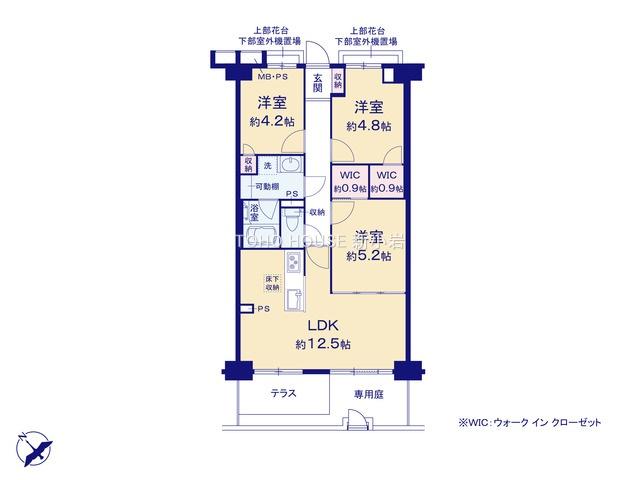 上部花台
下部室外機置場
上部花台
下部室外機置場
MB・PS
玄関
収納
洋室
約4.2帖
洋室
約4.8帖
収納
洗
可動棚
PS
WIC
約0.9帖
WIC
約0.9帖
浴室
収納
洋室
約5.2帖
TOHO HOUSE 新小岩
床下
収納
PS
LDK
約12.5帖
テラス
専用庭
※WIC：ウォーク イン クローゼット